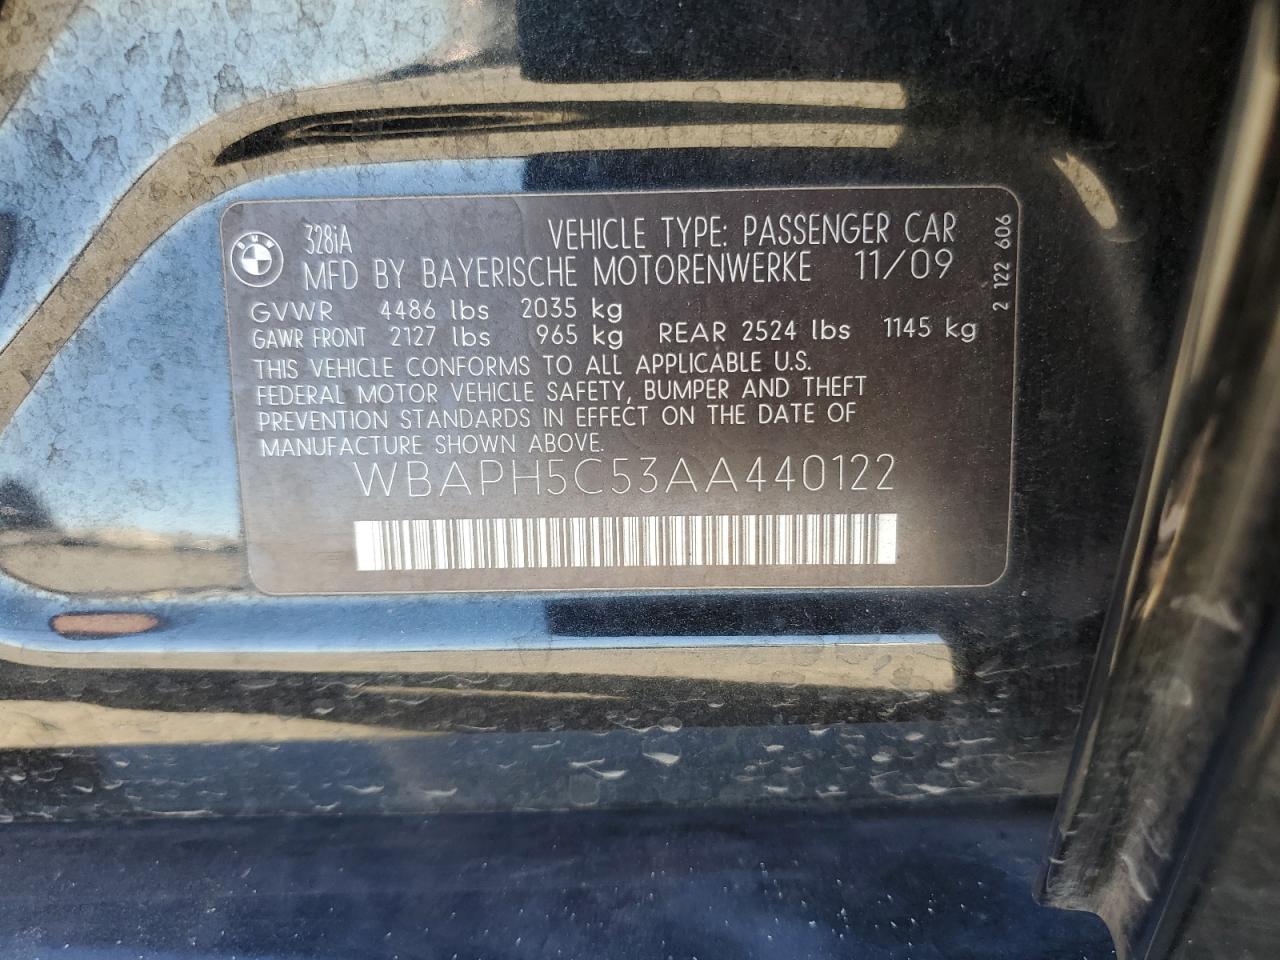 328iA VEHICLE TYPE: PASSENGER CAR
MFD BY BAYERISCHE MOTORENWERKE 11/09
GVWR 4486 lbs 2035 kg
GAWR FRONT 2127 lbs 965 kg REAR 2524 lbs 1145 kg
THIS VEHICLE CONFORMS TO ALL APPLICABLE U.S.
FEDERAL MOTOR VEHICLE SAFETY, BUMPER AND THEFT
PREVENTION STANDARDS IN EFFECT ON THE DATE OF
MANUFACTURE SHOWN ABOVE.
WBAPH5C53AA440122
2 122 606
BMW